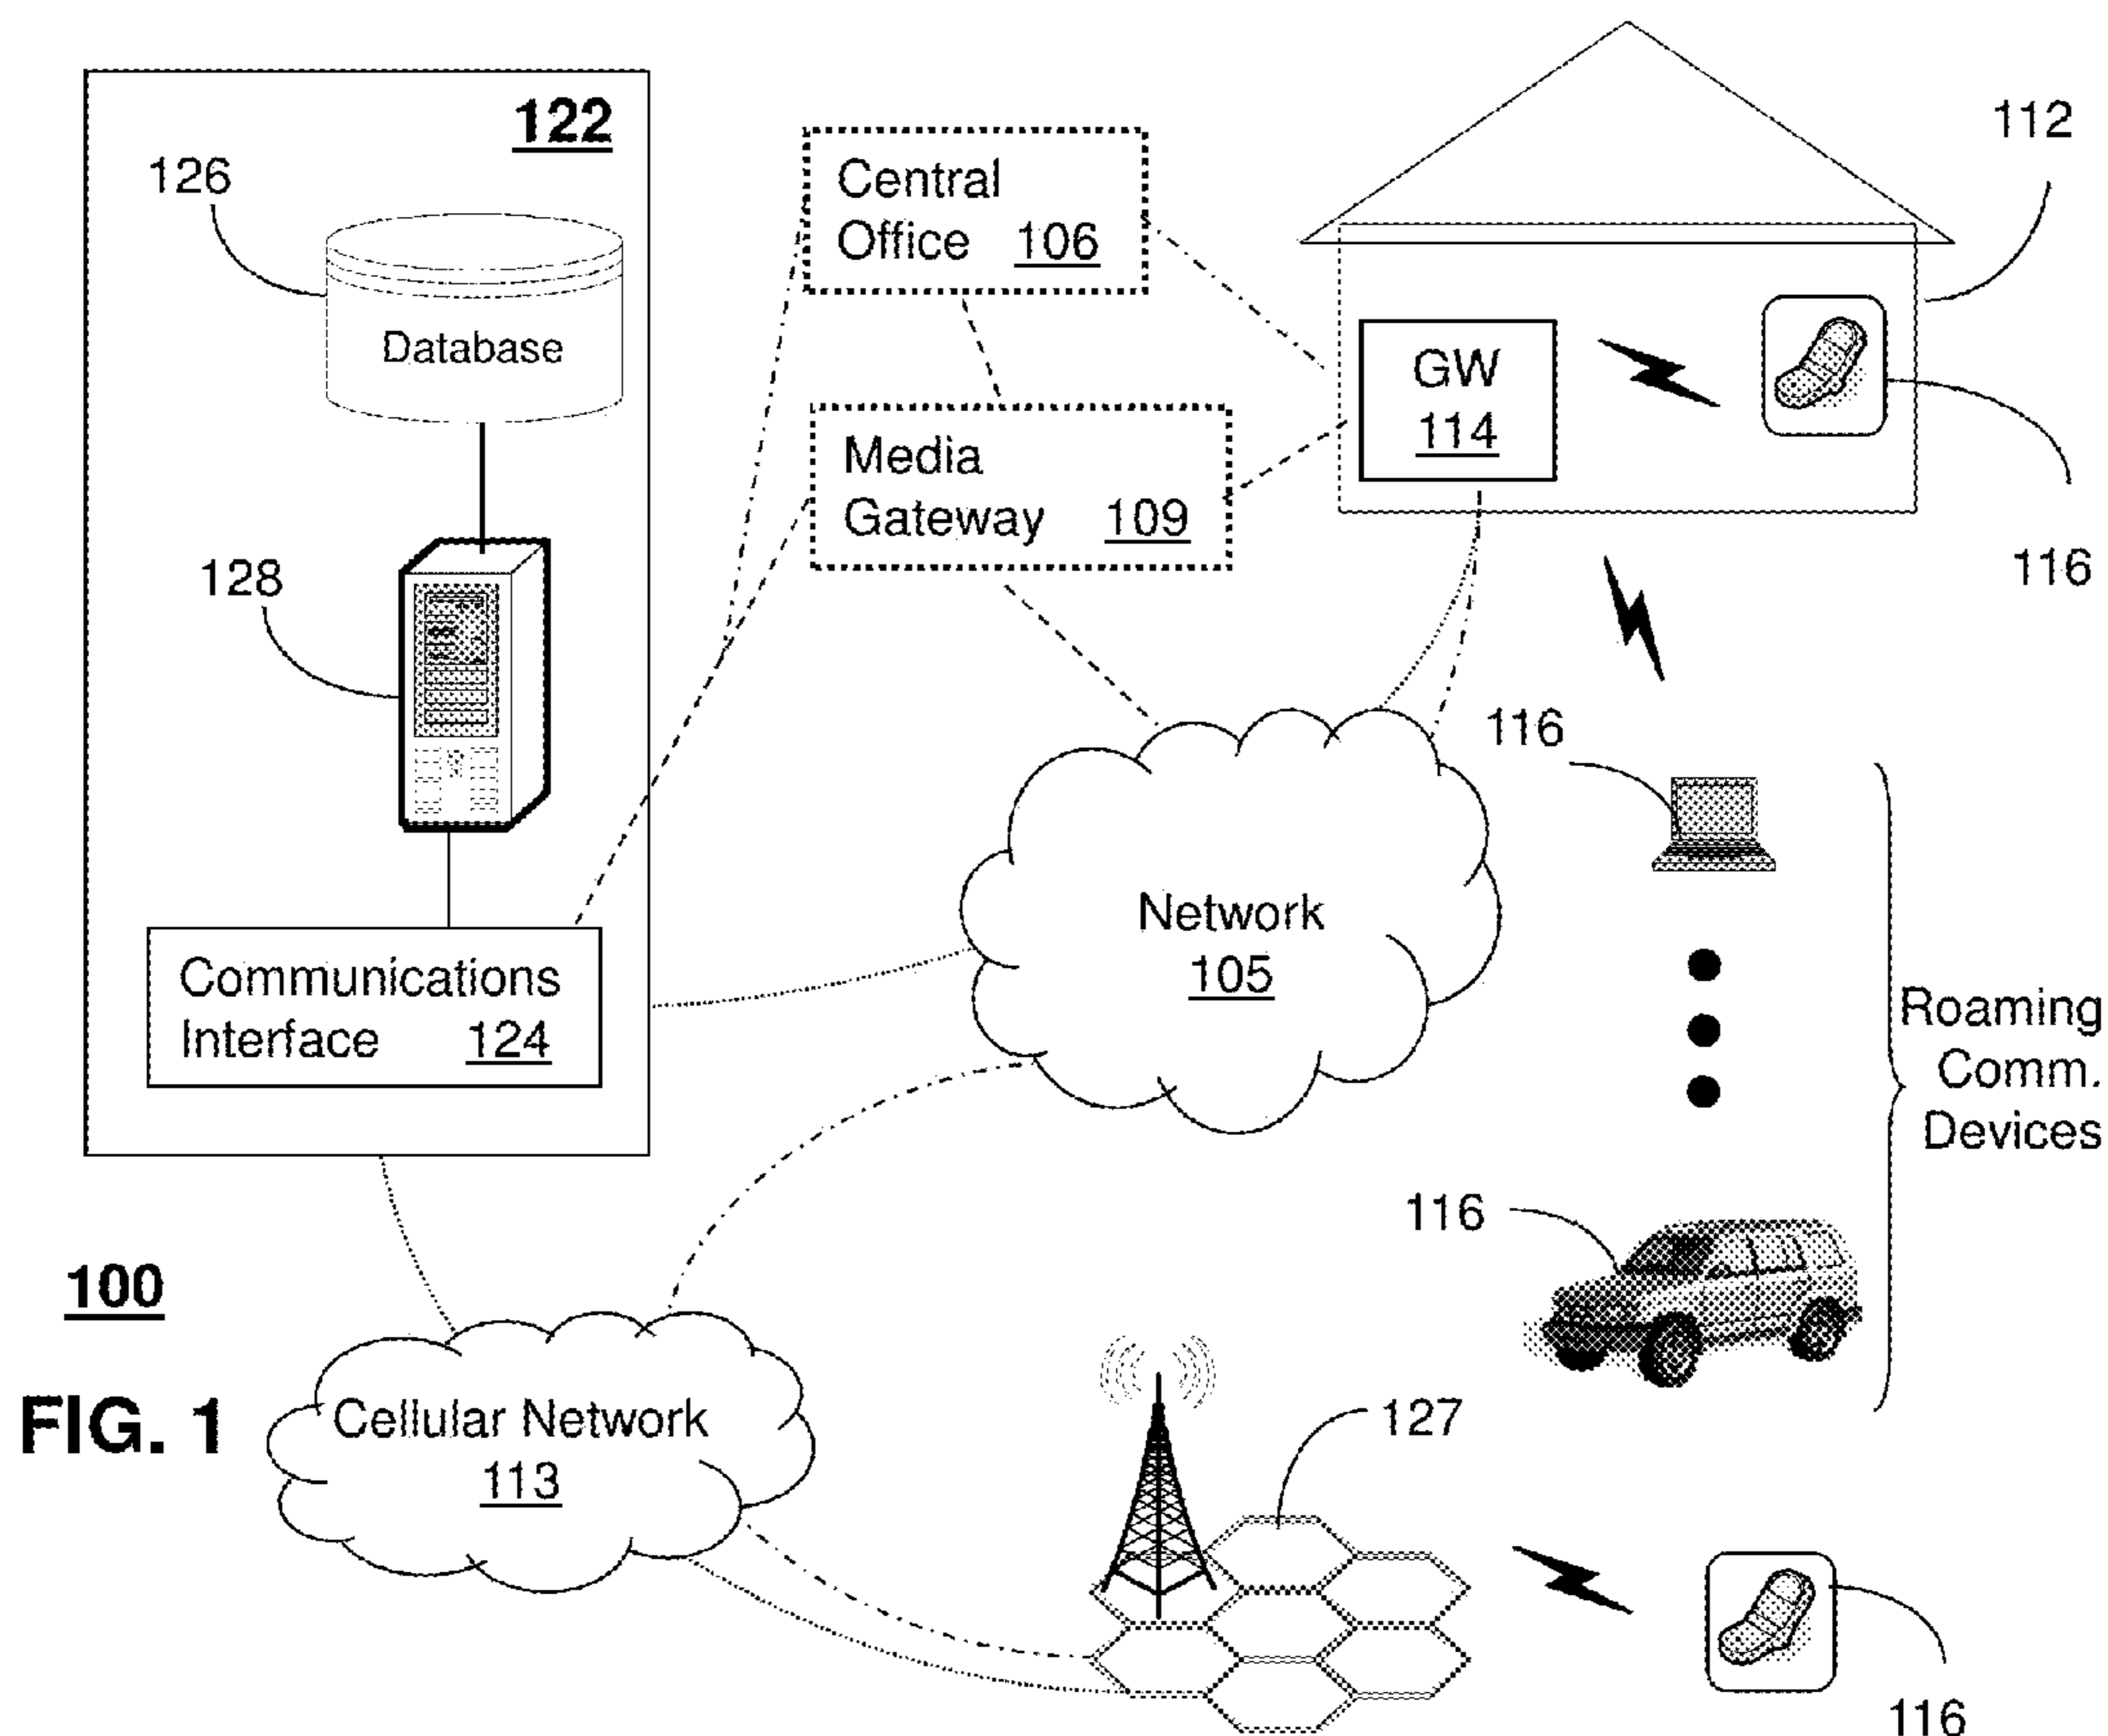 122
126
Database
128
Communications
Interface 124
Central
Office 106
Media
Gateway 109
112
GW
114
116
116
Network
105
Roaming
Comm.
Devices
116
100
FIG. 1
Cellular Network
113
127
116